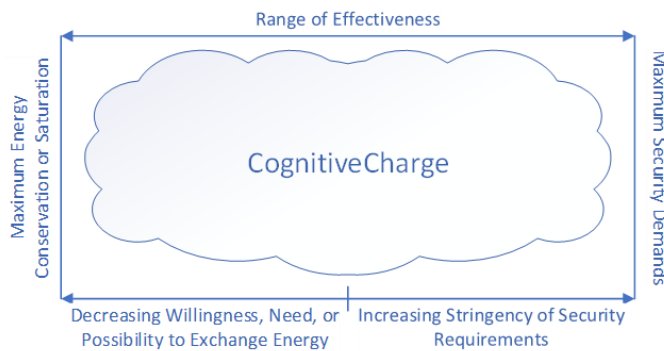 Range of Effectiveness
Maximum Energy
Conservation or Saturation
CognitiveCharge
Maximum Security Demands
Decreasing Willingness, Need, or
Possibility to Exchange Energy
Increasing Stringency of Security
Requirements